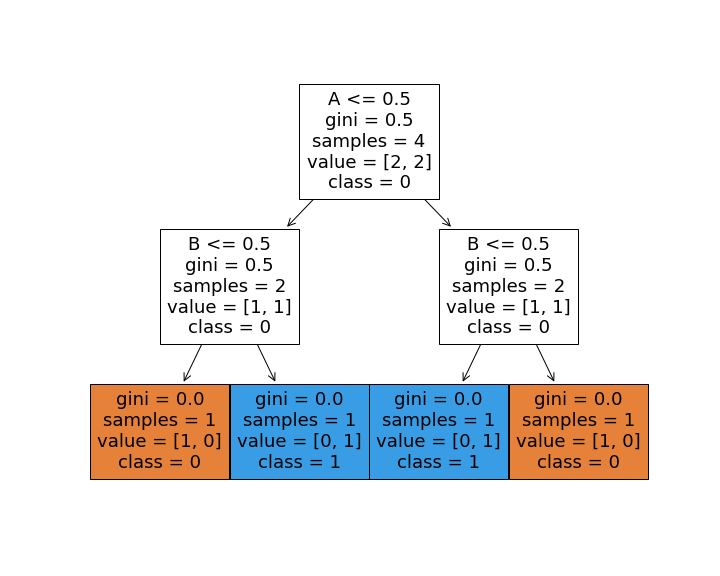 A <= 0.5
gini = 0.5
samples = 4
value = [2, 2]
class = 0
B <= 0.5
gini = 0.5
samples = 2
value = [1, 1]
class = 0
B <= 0.5
gini = 0.5
samples = 2
value = [1, 1]
class = 0
gini = 0.0
samples = 1
value = [1, 0]
class = 0
gini = 0.0
samples = 1
value = [0, 1]
class = 1
gini = 0.0
samples = 1
value = [0, 1]
class = 1
gini = 0.0
samples = 1
value = [1, 0]
class = 0